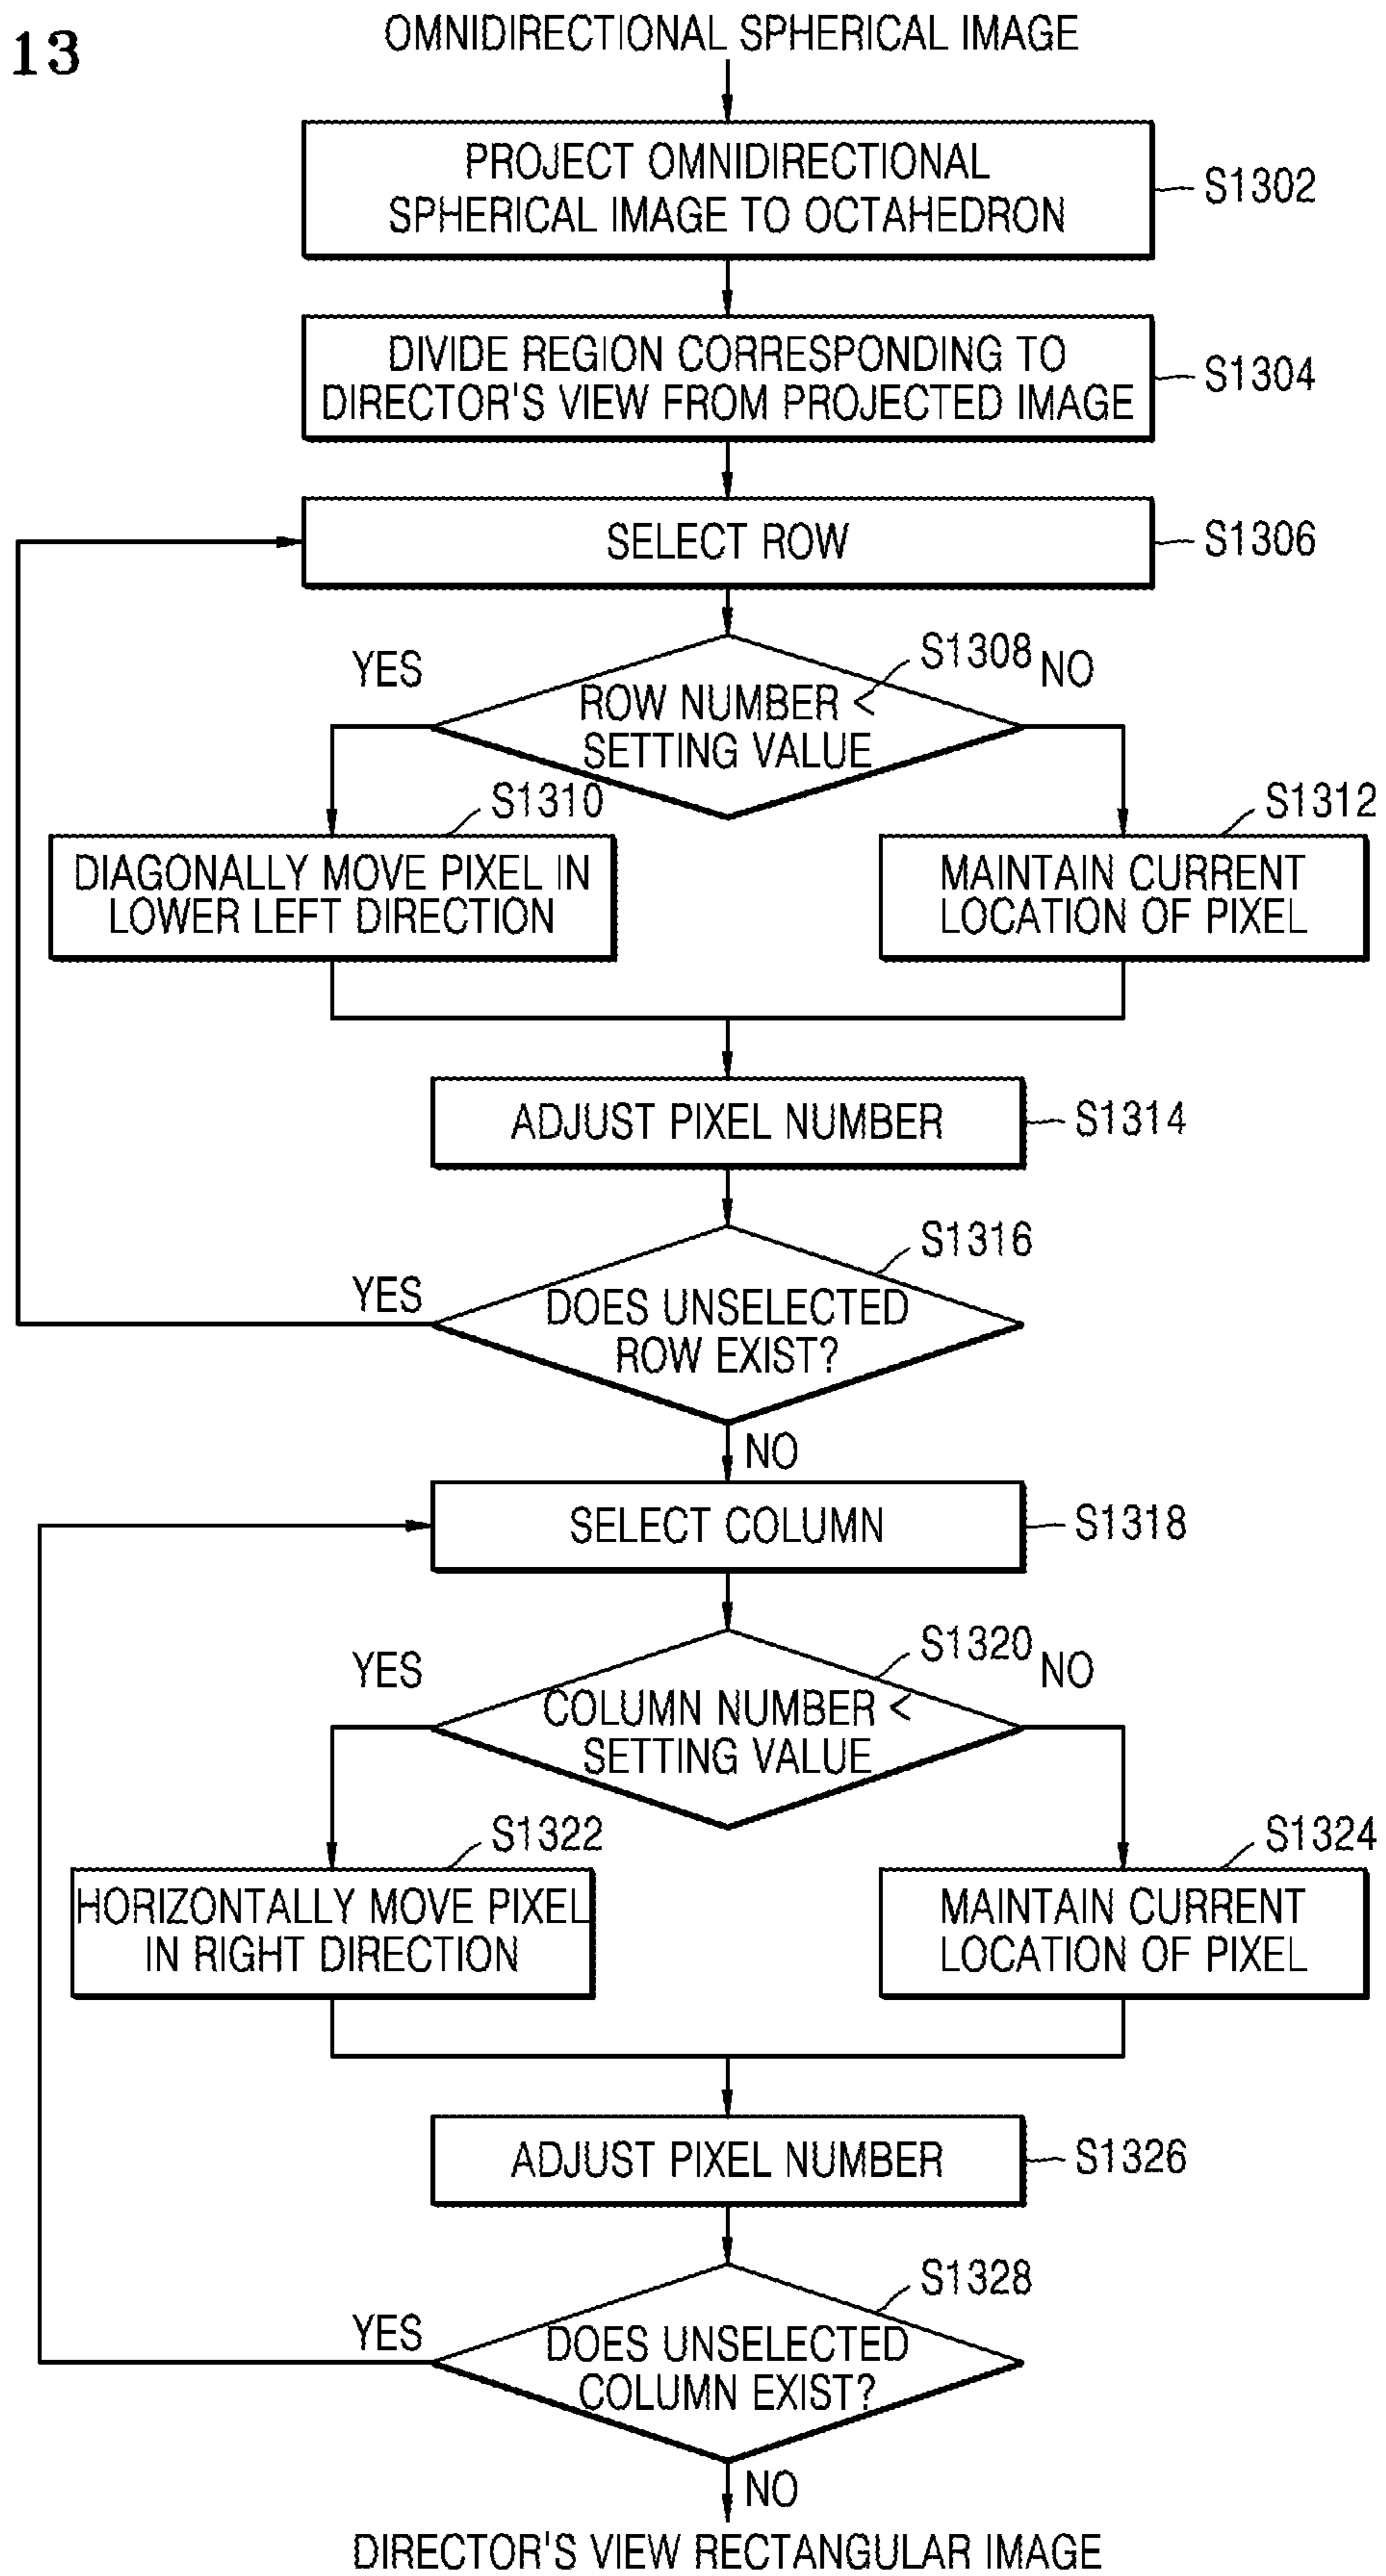 13
OMNIDIRECTIONAL SPHERICAL IMAGE
PROJECT OMNIDIRECTIONAL
SPHERICAL IMAGE TO OCTAHEDRON
S1302
DIVIDE REGION CORRESPONDING TO
DIRECTOR'S VIEW FROM PROJECTED IMAGE
S1304
SELECT ROW
S1306
YES
S1308
NO
ROW NUMBER <
SETTING VALUE
S1310
S1312
DIAGONALLY MOVE PIXEL IN
LOWER LEFT DIRECTION
MAINTAIN CURRENT
LOCATION OF PIXEL
ADJUST PIXEL NUMBER
S1314
S1316
YES
DOES UNSELECTED
ROW EXIST?
NO
SELECT COLUMN
S1318
YES
S1320
NO
COLUMN NUMBER <
SETTING VALUE
S1322
S1324
HORIZONTALLY MOVE PIXEL
IN RIGHT DIRECTION
MAINTAIN CURRENT
LOCATION OF PIXEL
ADJUST PIXEL NUMBER
S1326
S1328
YES
DOES UNSELECTED
COLUMN EXIST?
NO
DIRECTOR'S VIEW RECTANGULAR IMAGE